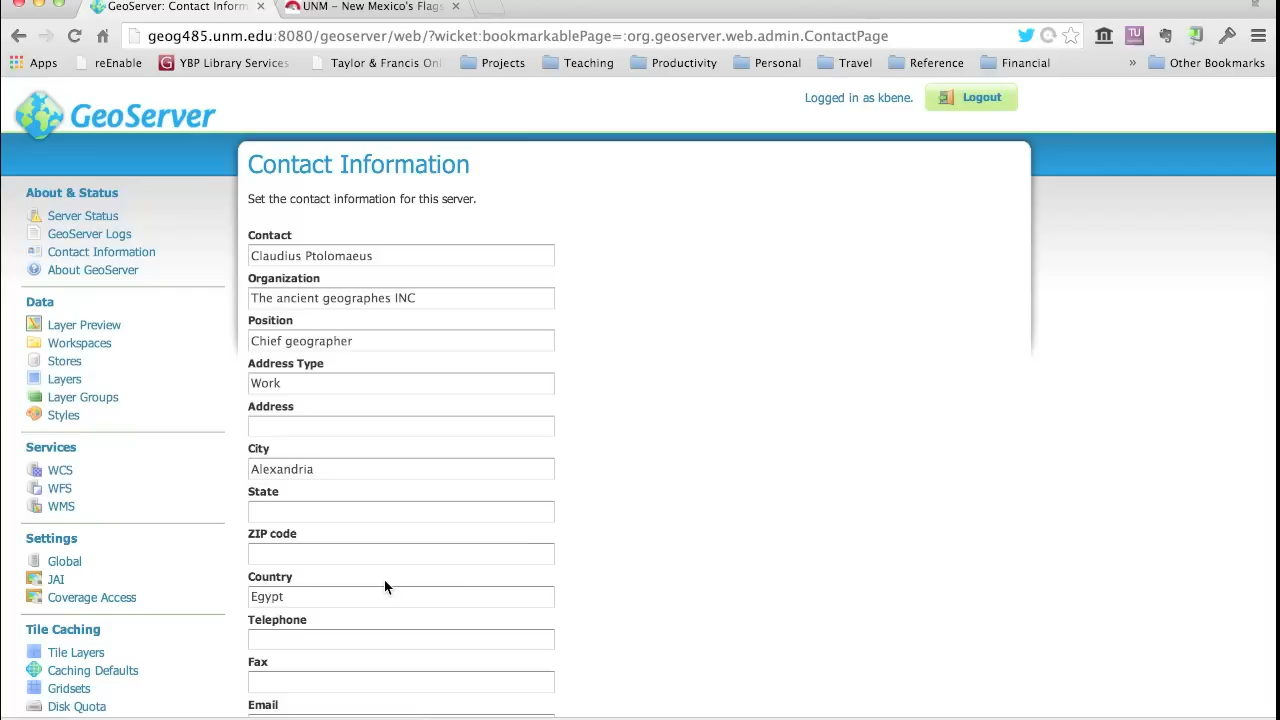 GeoServer: Contact Inform
UNM – New Mexico's Flags
geog485.unm.edu:8080/geoserver/web/?wicket:bookmarkablePage=:org.geoserver.web.admin.ContactPage
Apps reEnable YBP Library Services Taylor & Francis On Projects Teaching Productivity Personal Travel Reference Financial » Other Bookmarks
GeoServer
Logged in as kbene. Logout
About & Status
Server Status
GeoServer Logs
Contact Information
About GeoServer
Data
Layer Preview
Workspaces
Stores
Layers
Layer Groups
Styles
Services
WCS
WFS
WMS
Settings
Global
JAI
Coverage Access
Tile Caching
Tile Layers
Caching Defaults
Gridsets
Disk Quota
Contact Information
Set the contact information for this server.
Contact
Claudius Ptolomaeus
Organization
The ancient geographes INC
Position
Chief geographer
Address Type
Work
Address
City
Alexandria
State
ZIP code
Country
Egypt
Telephone
Fax
Email